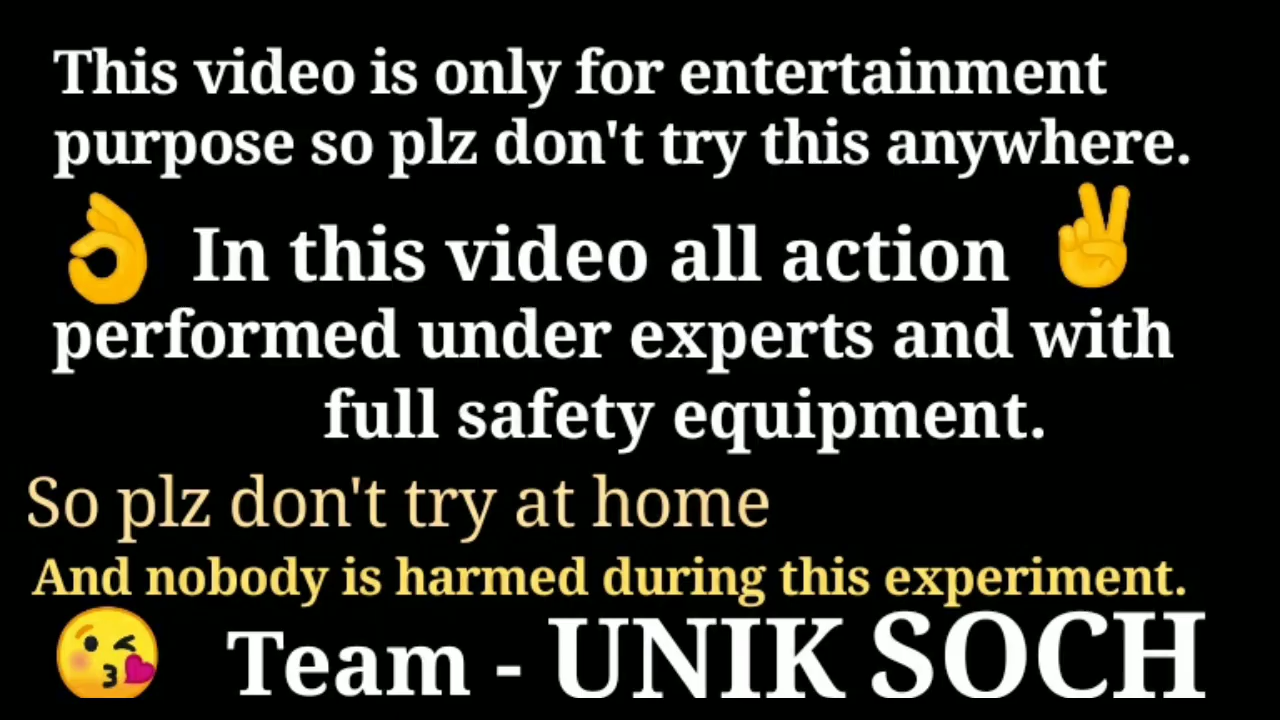 This video is only for entertainment
purpose so plz don't try this anywhere.
👌 In this video all action ✌
performed under experts and with
full safety equipment.
So plz don't try at home
And nobody is harmed during this experiment.
😘 Team - UNIK SOCH